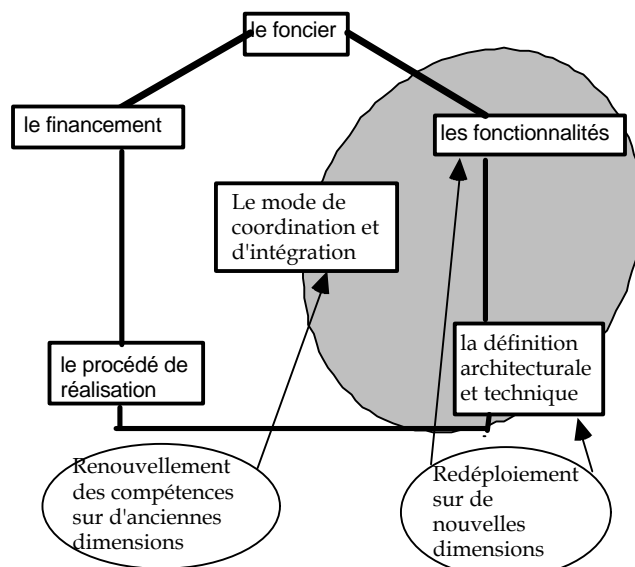 le foncier
le financement
les fonctionnalités
Le mode de
coordination et
d'intégration
le procédé de
réalisation
la définition
architecturale
et technique
Renouvellement
des compétences
sur d'anciennes
dimensions
Redéploiement
sur de
nouvelles
dimensions